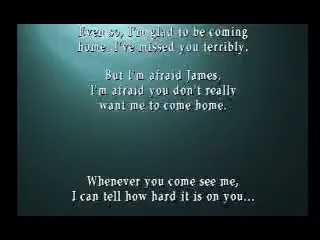 Even so, I'm glad to be coming
home. I've missed you terribly.
But I'm afraid James.
I'm afraid you don't really
want me to come home.
Whenever you come see me,
I can tell how hard it is on you...